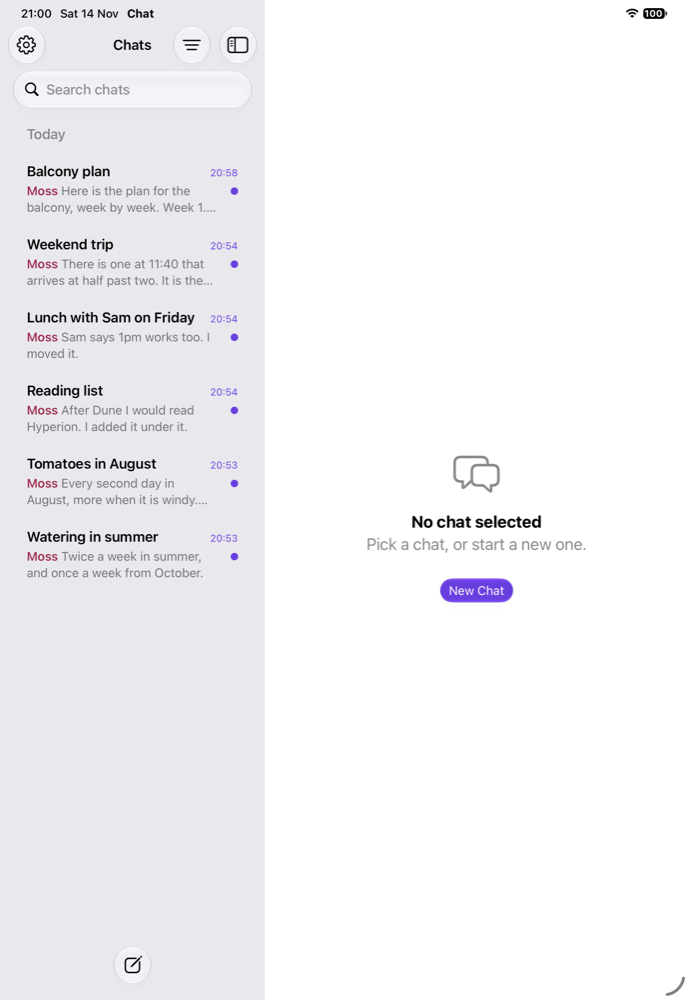 21:00 Sat 14 Nov Chat
100
Chats
Search chats
Today
Balcony plan 20:58
Moss Here is the plan for the
balcony, week by week. Week 1....
Weekend trip 20:54
Moss There is one at 11:40 that
arrives at half past two. It is the...
Lunch with Sam on Friday 20:54
Moss Sam says 1pm works too. I
moved it.
Reading list 20:54
Moss After Dune I would read
Hyperion. I added it under it.
Tomatoes in August 20:53
Moss Every second day in
August, more when it is windy....
Watering in summer 20:53
Moss Twice a week in summer,
and once a week from October.
No chat selected
Pick a chat, or start a new one.
New Chat